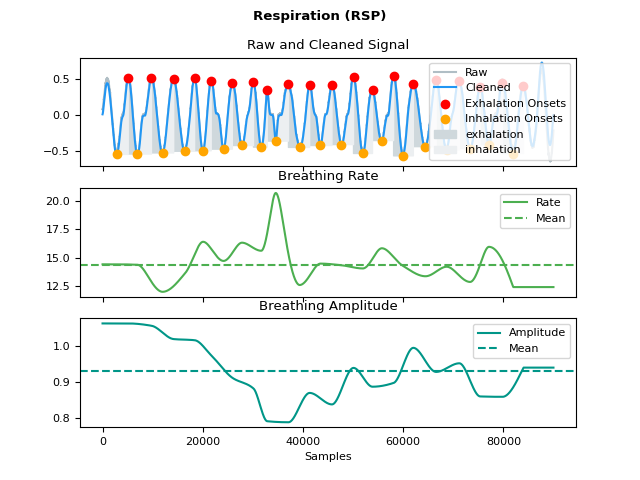 Respiration (RSP)
Raw and Cleaned Signal
0.5
0.0
−0.5
Raw
Cleaned
Exhalation Onsets
Inhalation Onsets
exhalation
inhalation
Breathing Rate
20.0
17.5
15.0
12.5
Rate
Mean
Breathing Amplitude
1.0
0.9
0.8
Amplitude
Mean
0 20000 40000 60000 80000
Samples